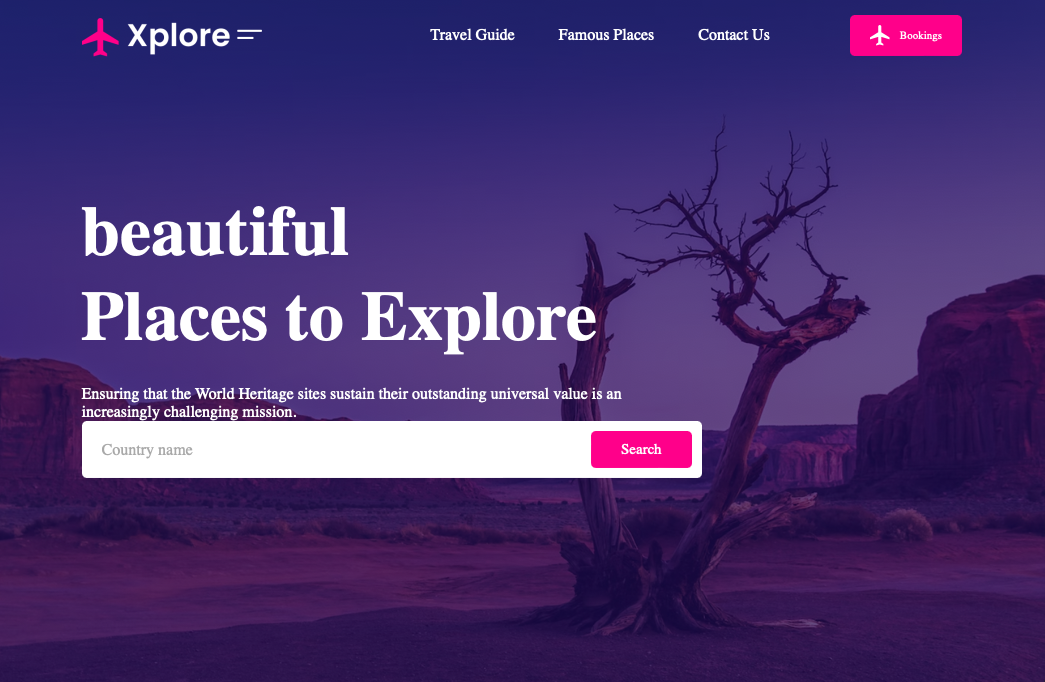 Xplore
Travel Guide
Famous Places
Contact Us
Bookings
beautiful
Places to Explore
Ensuring that the World Heritage sites sustain their outstanding universal value is an
increasingly challenging mission.
Country name
Search